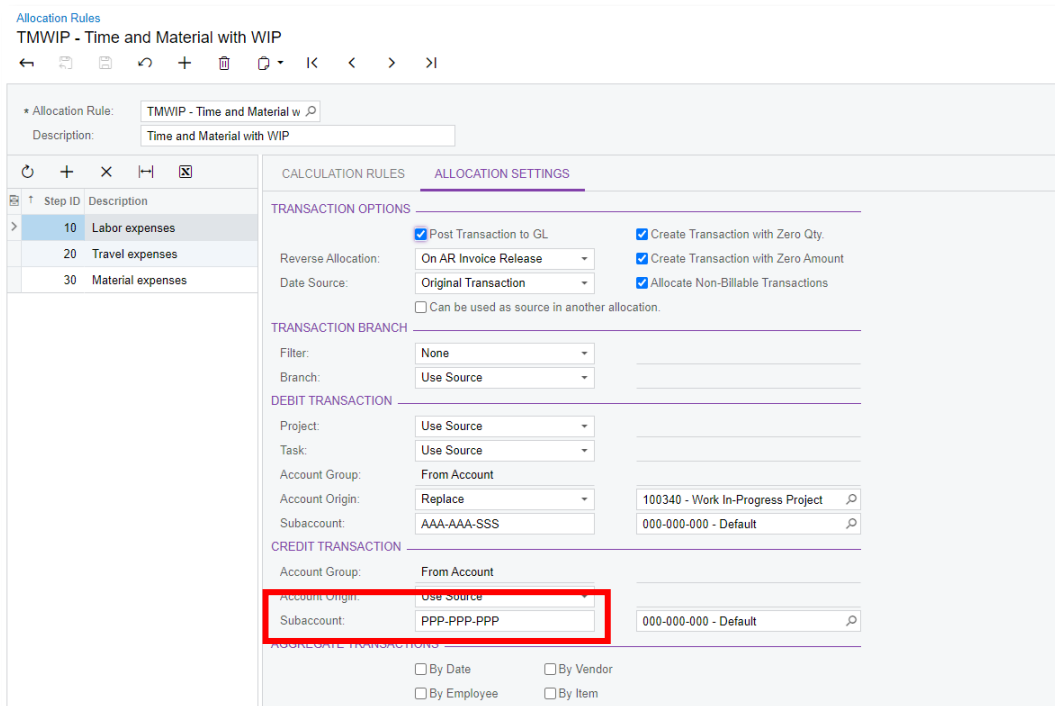 Allocation Rules
TMWIP - Time and Material with WIP
* Allocation Rule: TMWIP - Time and Material w
Description: Time and Material with WIP
CALCULATION RULES ALLOCATION SETTINGS
Step ID Description
10 Labor expenses
20 Travel expenses
30 Material expenses
TRANSACTION OPTIONS
Post Transaction to GL Create Transaction with Zero Qty.
Reverse Allocation: On AR Invoice Release Create Transaction with Zero Amount
Date Source: Original Transaction Allocate Non-Billable Transactions
Can be used as source in another allocation.
TRANSACTION BRANCH
Filter: None
Branch: Use Source
DEBIT TRANSACTION
Project: Use Source
Task: Use Source
Account Group: From Account
Account Origin: Replace 100340 - Work In-Progress Project
Subaccount: AAA-AAA-SSS 000-000-000 - Default
CREDIT TRANSACTION
Account Group: From Account
Account Origin: Use Source
Subaccount: PPP-PPP-PPP 000-000-000 - Default
AGGREGATE TRANSACTIONS
By Date By Vendor
By Employee By Item